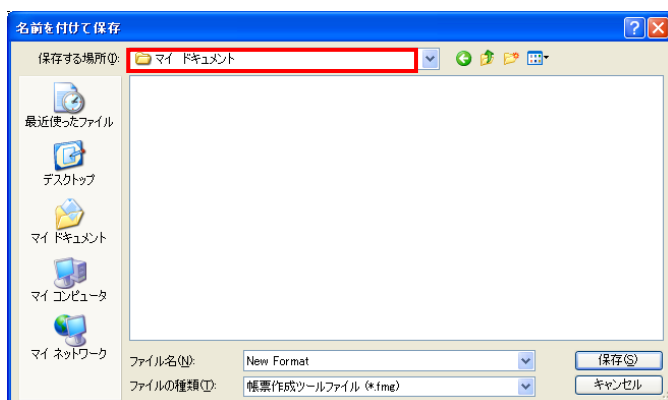 名前を付けて保存
保存する場所(I):
マイ ドキュメント
最近使ったファイル
デスクトップ
マイ ドキュメント
マイ コンピュータ
マイ ネットワーク
ファイル名(N):
New Format
保存(S)
ファイルの種類(T):
帳票作成ツールファイル (*.fmg)
キャンセル